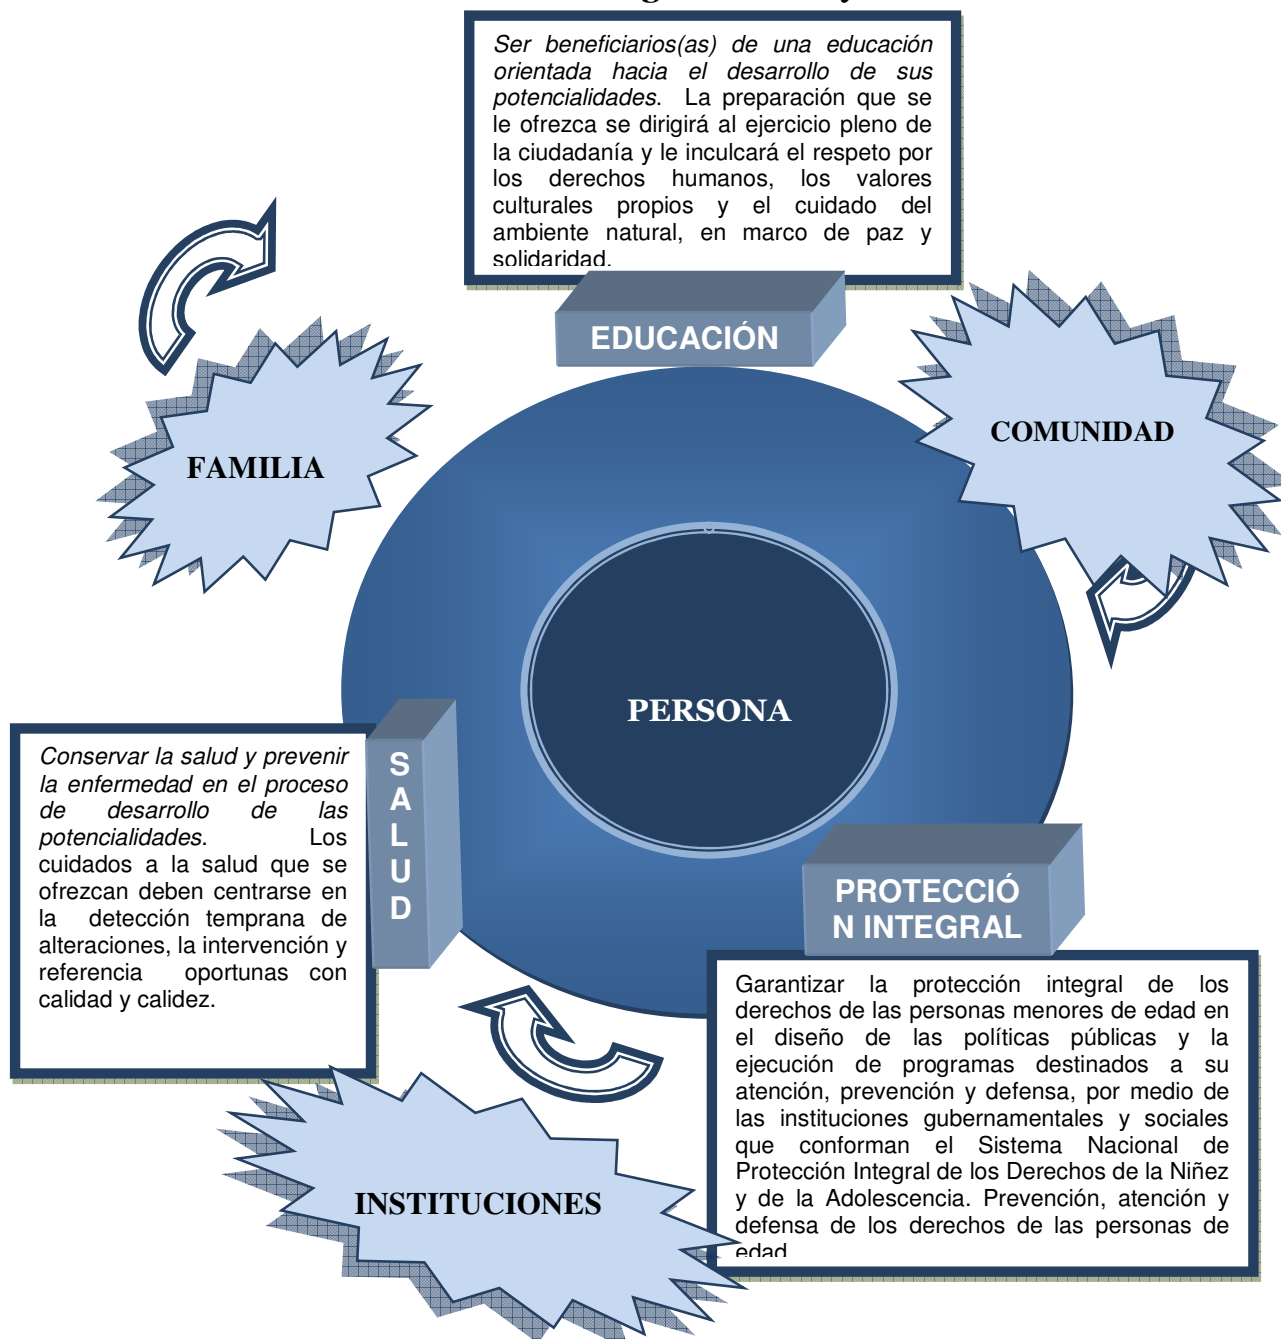 Ser beneficiarios(as) de una educación
orientada hacia el desarrollo de sus
potencialidades. La preparación que se
le ofrezca se dirigirá al ejercicio pleno de
la ciudadanía y le inculcará el respeto por
los derechos humanos, los valores
culturales propios y el cuidado del
ambiente natural, en marco de paz y
solidaridad.
EDUCACIÓN
COMUNIDAD
FAMILIA
PERSONA
Conservar la salud y prevenir
la enfermedad en el proceso
de desarrollo de las
potencialidades. Los
cuidados a la salud que se
ofrezcan deben centrarse en
la detección temprana de
alteraciones, la intervención y
referencia oportunas con
calidad y calidez.
S
A
L
U
D
PROTECCIÓ
N INTEGRAL
Garantizar la protección integral de los
derechos de las personas menores de edad en
el diseño de las políticas públicas y la
ejecución de programas destinados a su
atención, prevención y defensa, por medio de
las instituciones gubernamentales y sociales
que conforman el Sistema Nacional de
Protección Integral de los Derechos de la Niñez
y de la Adolescencia. Prevención, atención y
defensa de los derechos de las personas de
edad
INSTITUCIONES